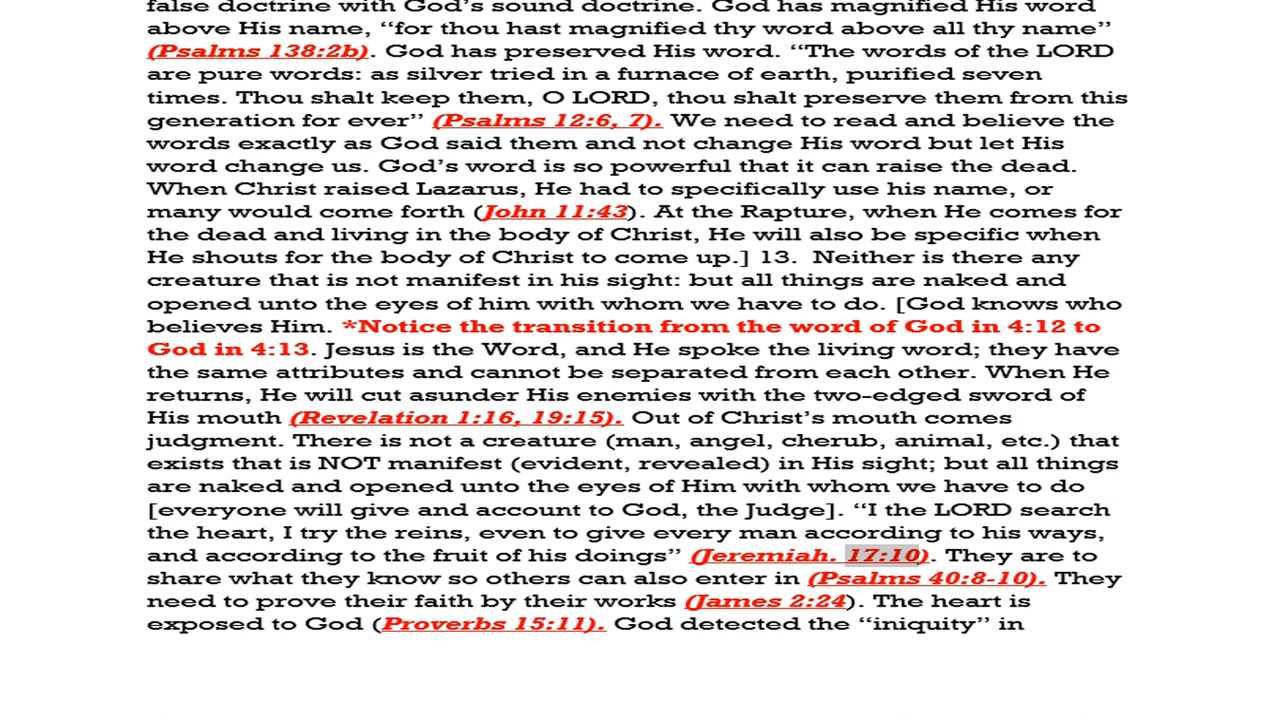 false doctrine with God's sound doctrine. God has magnified His word
above His name, “for thou hast magnified thy word above all thy name”
(Psalms 138:2b). God has preserved His word. “The words of the LORD
are pure words: as silver tried in a furnace of earth, purified seven
times. Thou shalt keep them, O LORD, thou shalt preserve them from this
generation for ever” (Psalms 12:6, 7). We need to read and believe the
words exactly as God said them and not change His word but let His
word change us. God’s word is so powerful that it can raise the dead.
When Christ raised Lazarus, He had to specifically use his name, or
many would come forth (John 11:43). At the Rapture, when He comes for
the dead and living in the body of Christ, He will also be specific when
He shouts for the body of Christ to come up.] 13.  Neither is there any
creature that is not manifest in his sight: but all things are naked and
opened unto the eyes of him with whom we have to do. [God knows who
believes Him. *Notice the transition from the word of God in 4:12 to
God in 4:13. Jesus is the Word, and He spoke the living word; they have
the same attributes and cannot be separated from each other. When He
returns, He will cut asunder His enemies with the two-edged sword of
His mouth (Revelation 1:16, 19:15). Out of Christ’s mouth comes
judgment. There is not a creature (man, angel, cherub, animal, etc.) that
exists that is NOT manifest (evident, revealed) in His sight; but all things
are naked and opened unto the eyes of Him with whom we have to do
[everyone will give and account to God, the Judge]. “I the LORD search
the heart, I try the reins, even to give every man according to his ways,
and according to the fruit of his doings” (Jeremiah. 17:10). They are to
share what they know so others can also enter in (Psalms 40:8-10). They
need to prove their faith by their works (James 2:24). The heart is
exposed to God (Proverbs 15:11). God detected the “iniquity” in